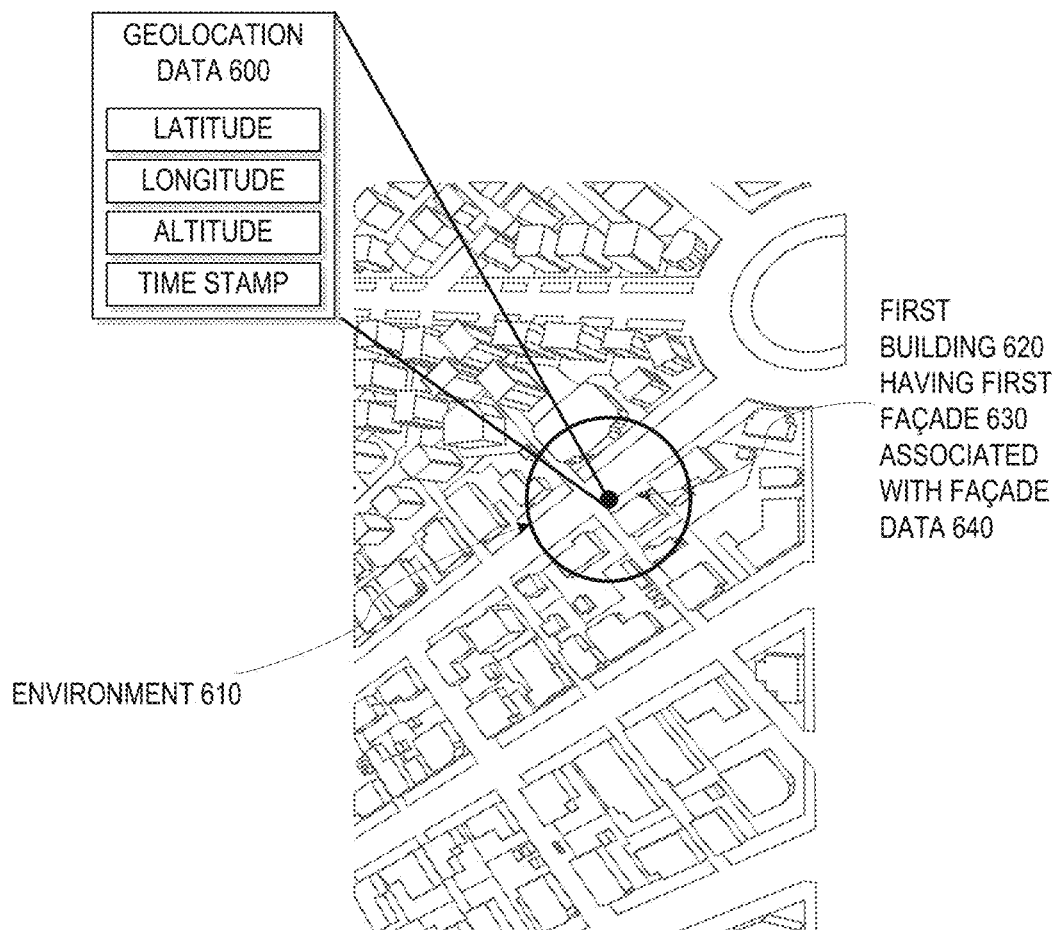 GEOLOCATION
DATA 600
LATITUDE
LONGITUDE
ALTITUDE
TIME STAMP
FIRST
BUILDING 620
HAVING FIRST
FAÇADE 630
ASSOCIATED
WITH FAÇADE
DATA 640
ENVIRONMENT 610